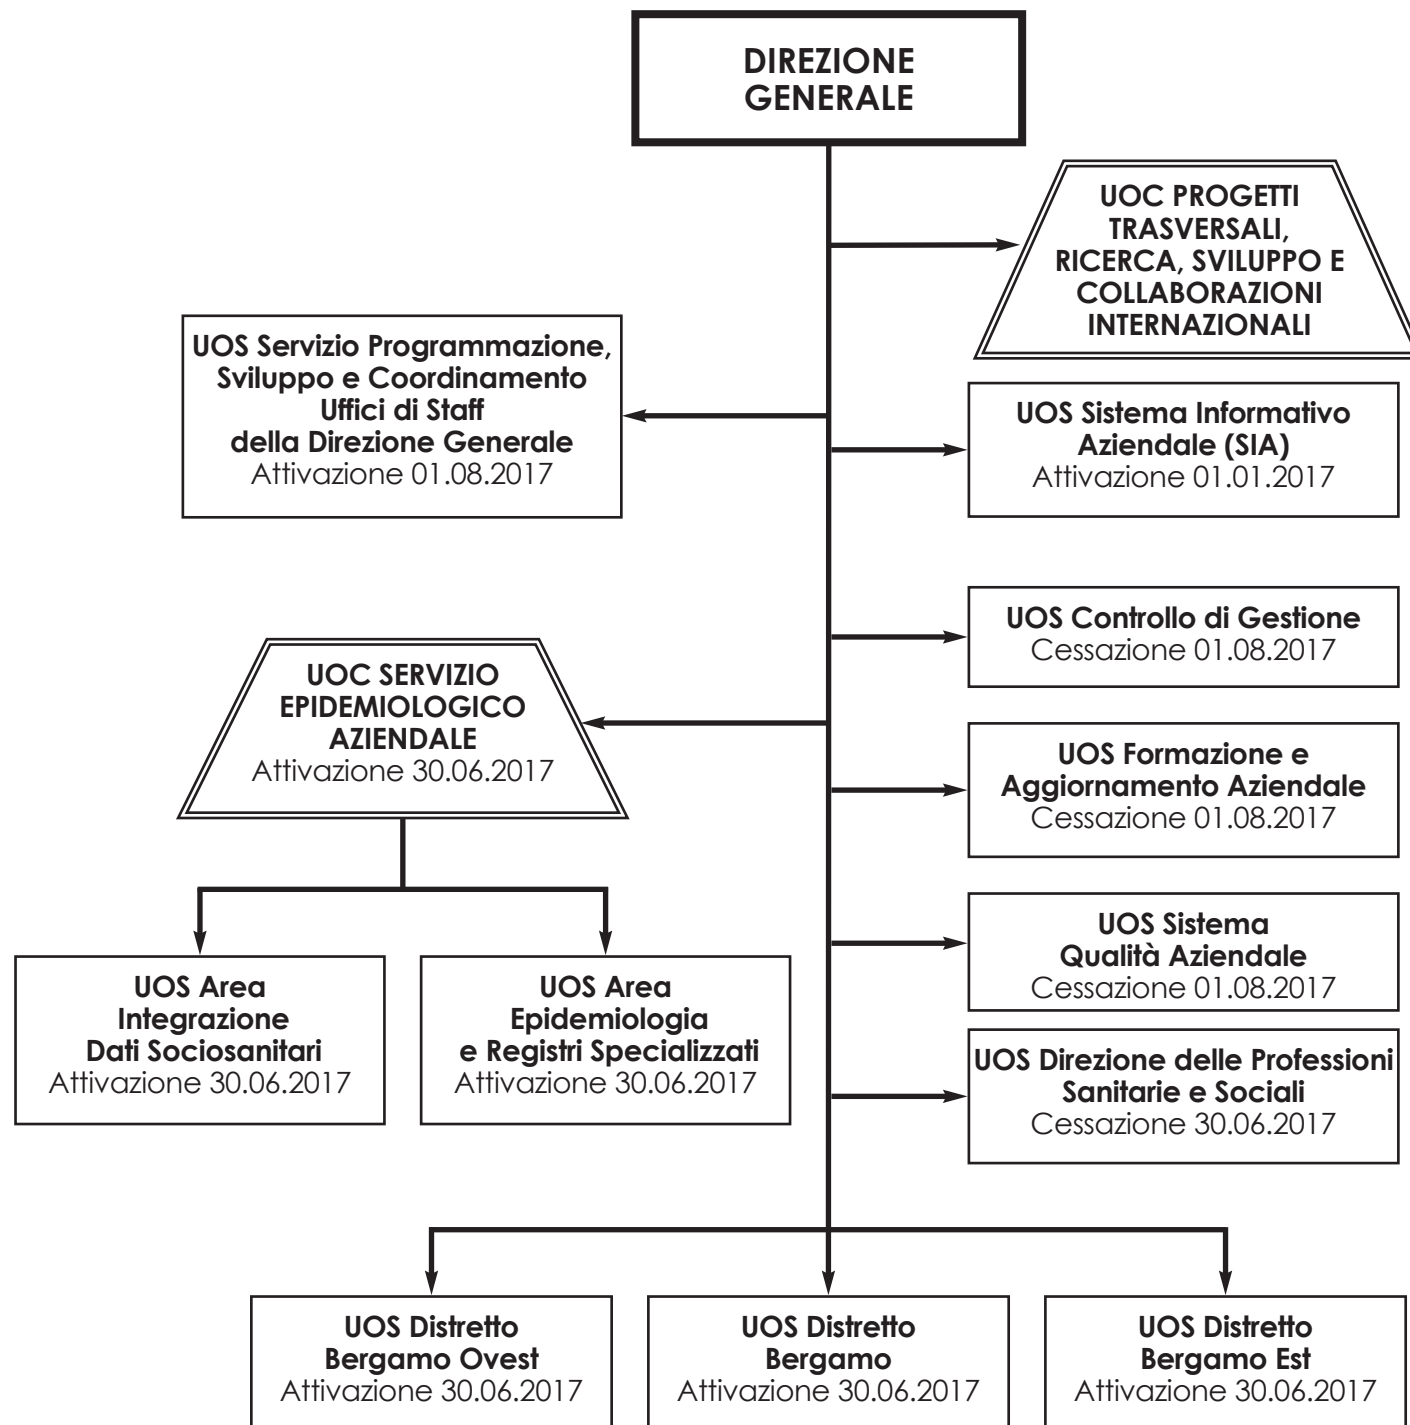 DIREZIONE
GENERALE
UOC PROGETTI
TRASVERSALI,
RICERCA, SVILUPPO E
COLLABORAZIONI
INTERNAZIONALI
UOS Servizio Programmazione,
Sviluppo e Coordinamento
Uffici di Staff
della Direzione Generale
Attivazione 01.08.2017
UOS Sistema Informativo
Aziendale (SIA)
Attivazione 01.01.2017
UOS Controllo di Gestione
Cessazione 01.08.2017
UOC SERVIZIO
EPIDEMIOLOGICO
AZIENDALE
Attivazione 30.06.2017
UOS Formazione e
Aggiornamento Aziendale
Cessazione 01.08.2017
UOS Sistema
Qualità Aziendale
Cessazione 01.08.2017
UOS Area
Integrazione
Dati Sociosanitari
Attivazione 30.06.2017
UOS Area
Epidemiologia
e Registri Specializzati
Attivazione 30.06.2017
UOS Direzione delle Professioni
Sanitarie e Sociali
Cessazione 30.06.2017
UOS Distretto
Bergamo Ovest
Attivazione 30.06.2017
UOS Distretto
Bergamo
Attivazione 30.06.2017
UOS Distretto
Bergamo Est
Attivazione 30.06.2017